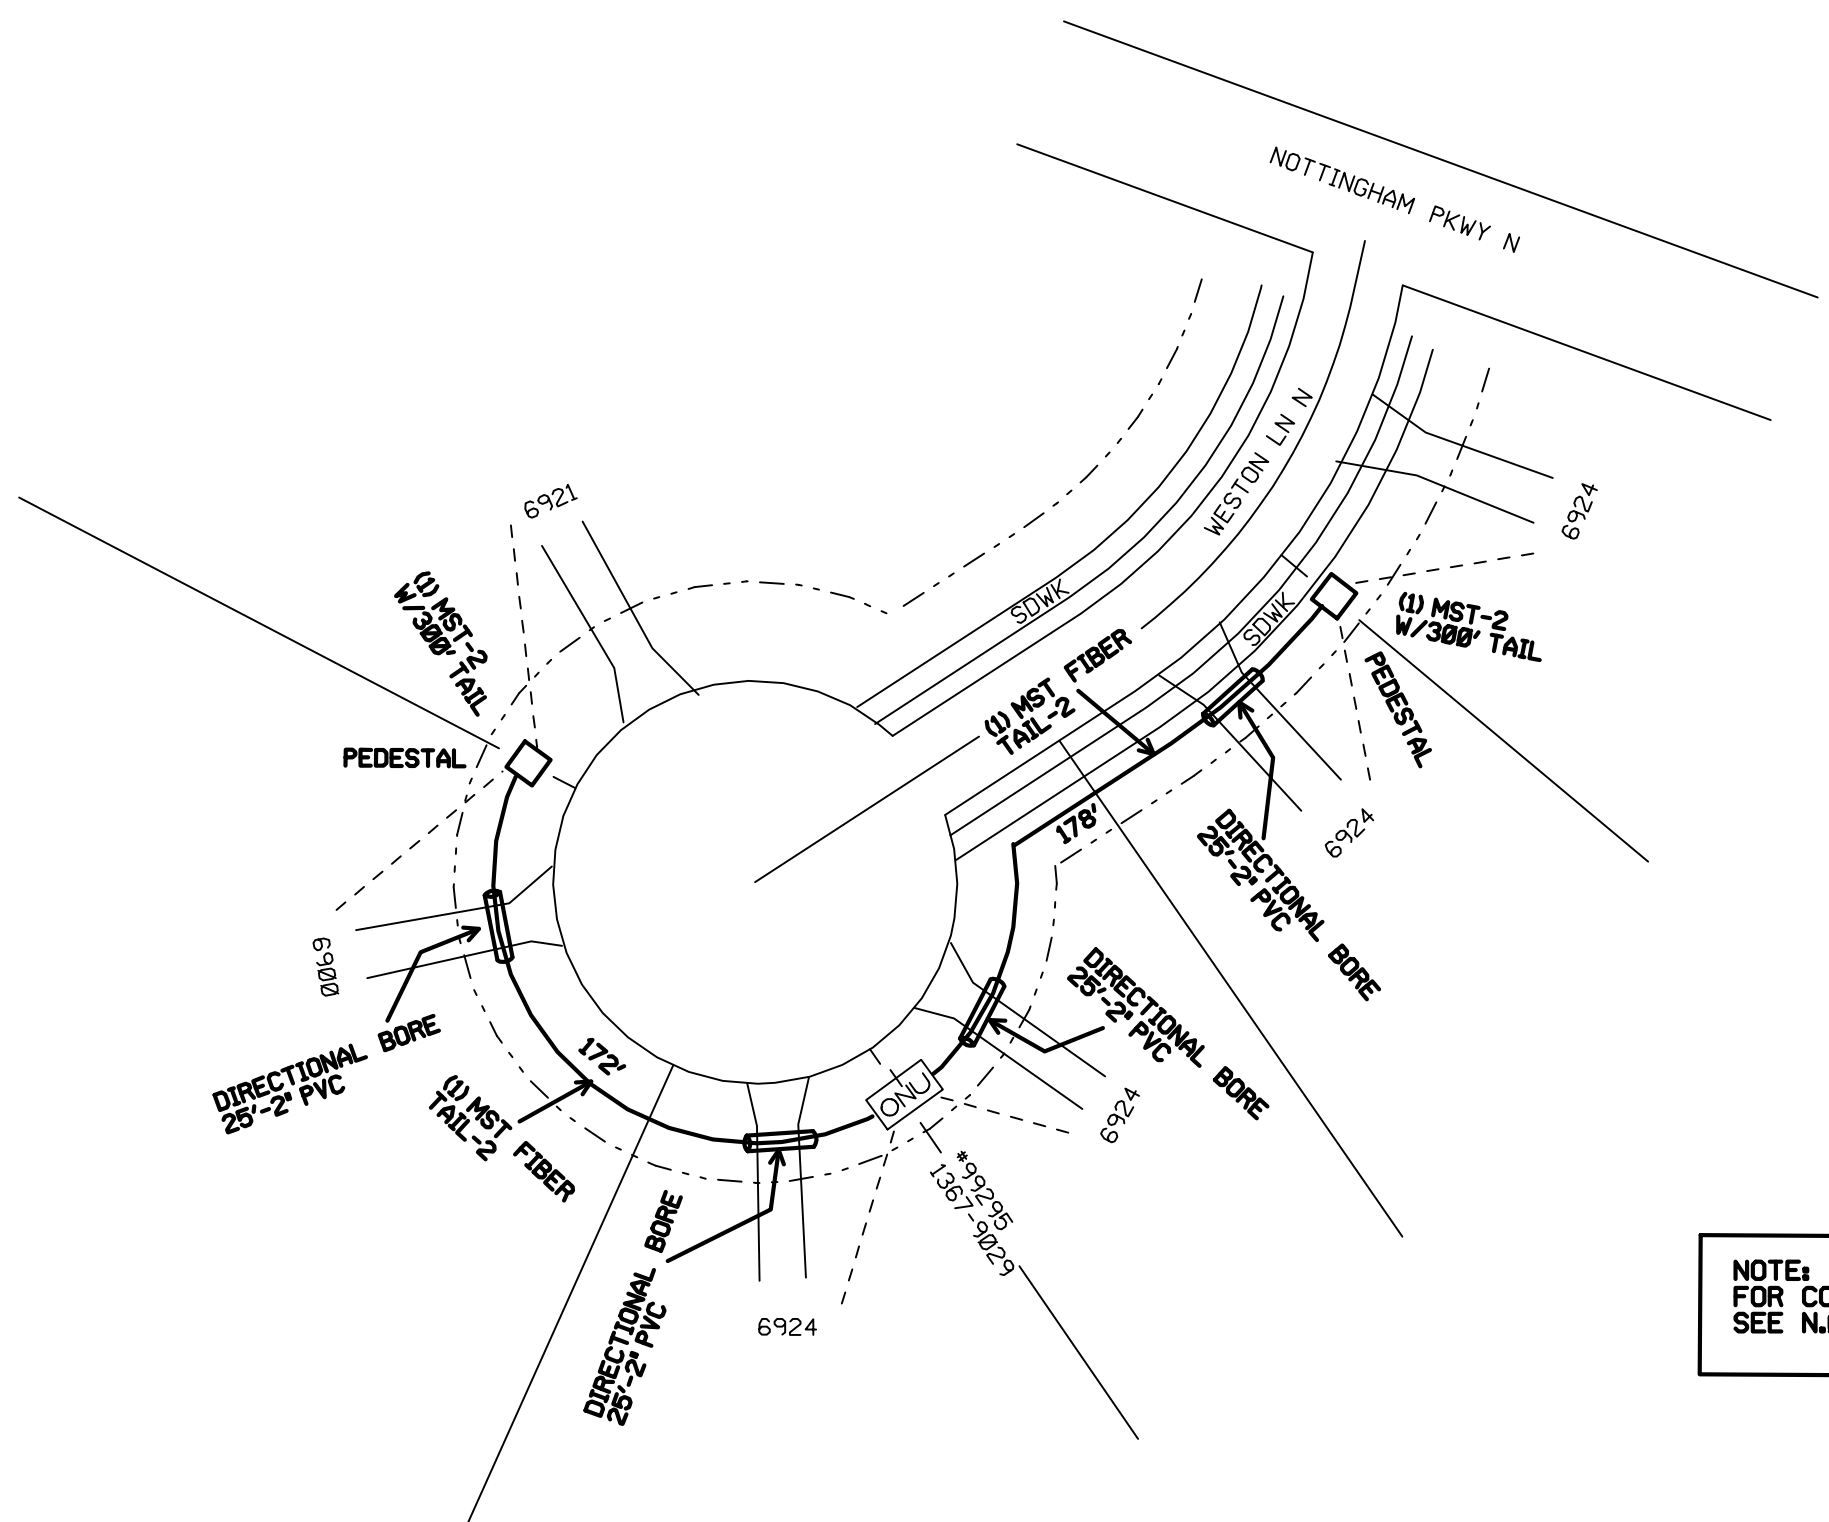 NOTTINGHAM PKWY N
WESTON LN N
6921
6924
(1) MST-2
W/300' TAIL
SDWK
SDWK
(1) MST-2
W/300' TAIL
(1) MST FIBER
TAIL-2
PEDESTAL
PEDESTAL
178'
6924
DIRECTIONAL BORE
25'-2" PVC
6900
DIRECTIONAL BORE
25'-2" PVC
DIRECTIONAL BORE
25'-2" PVC
172'
ONU
(1) MST FIBER
TAIL-2
6924
#99295
1367-9029
DIRECTIONAL BORE
25'-2" PVC
6924
NOTE:
FOR
SEE